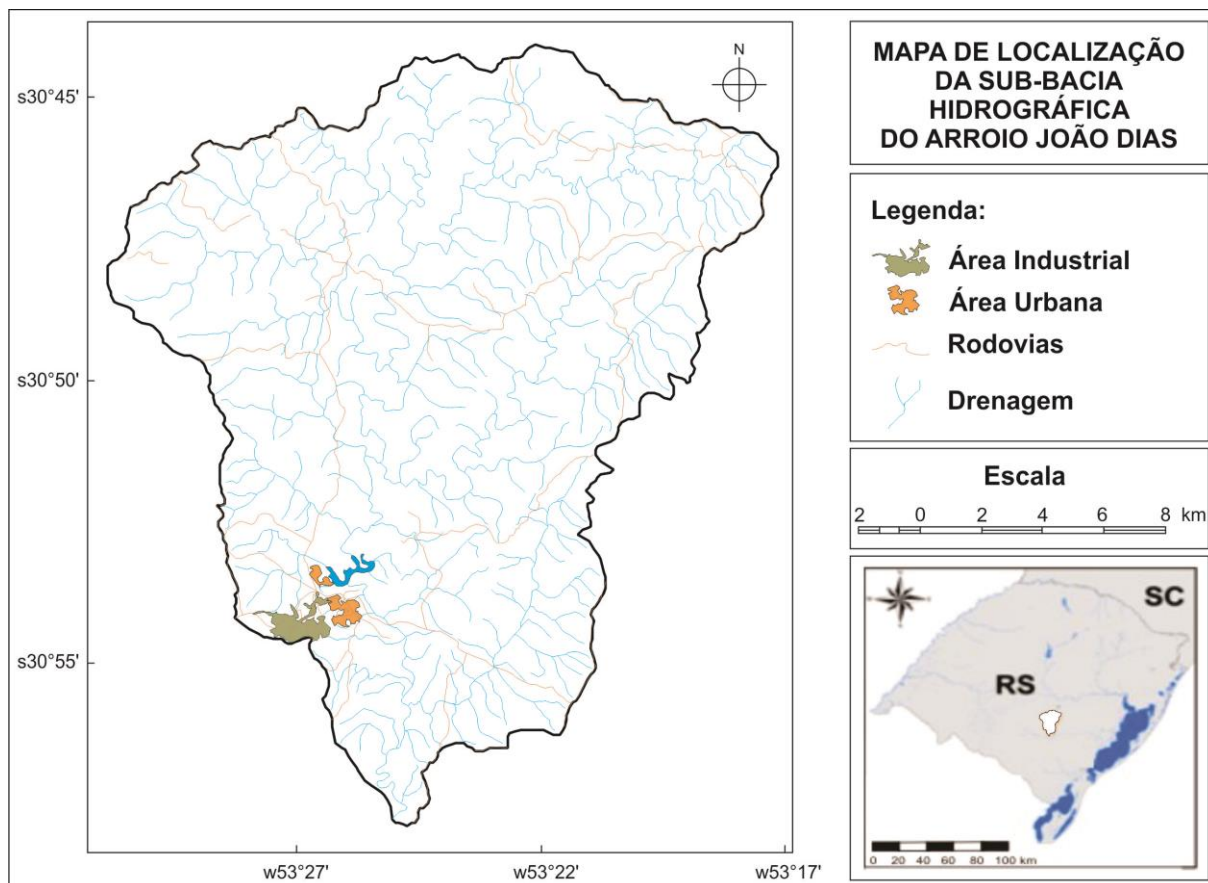 MAPA DE LOCALIZAÇÃO
DA SUB-BACIA
HIDROGRÁFICA
DO ARROIO JOÃO DIAS
N
s30°45'
s30°50'
s30°55'
w53°27'
w53°22'
w53°17'
Legenda:
Área Industrial
Área Urbana
Rodovias
Drenagem
Escala
2 0 2 4 6 8 km
SC
RS
0 20 40 60 80 100 km